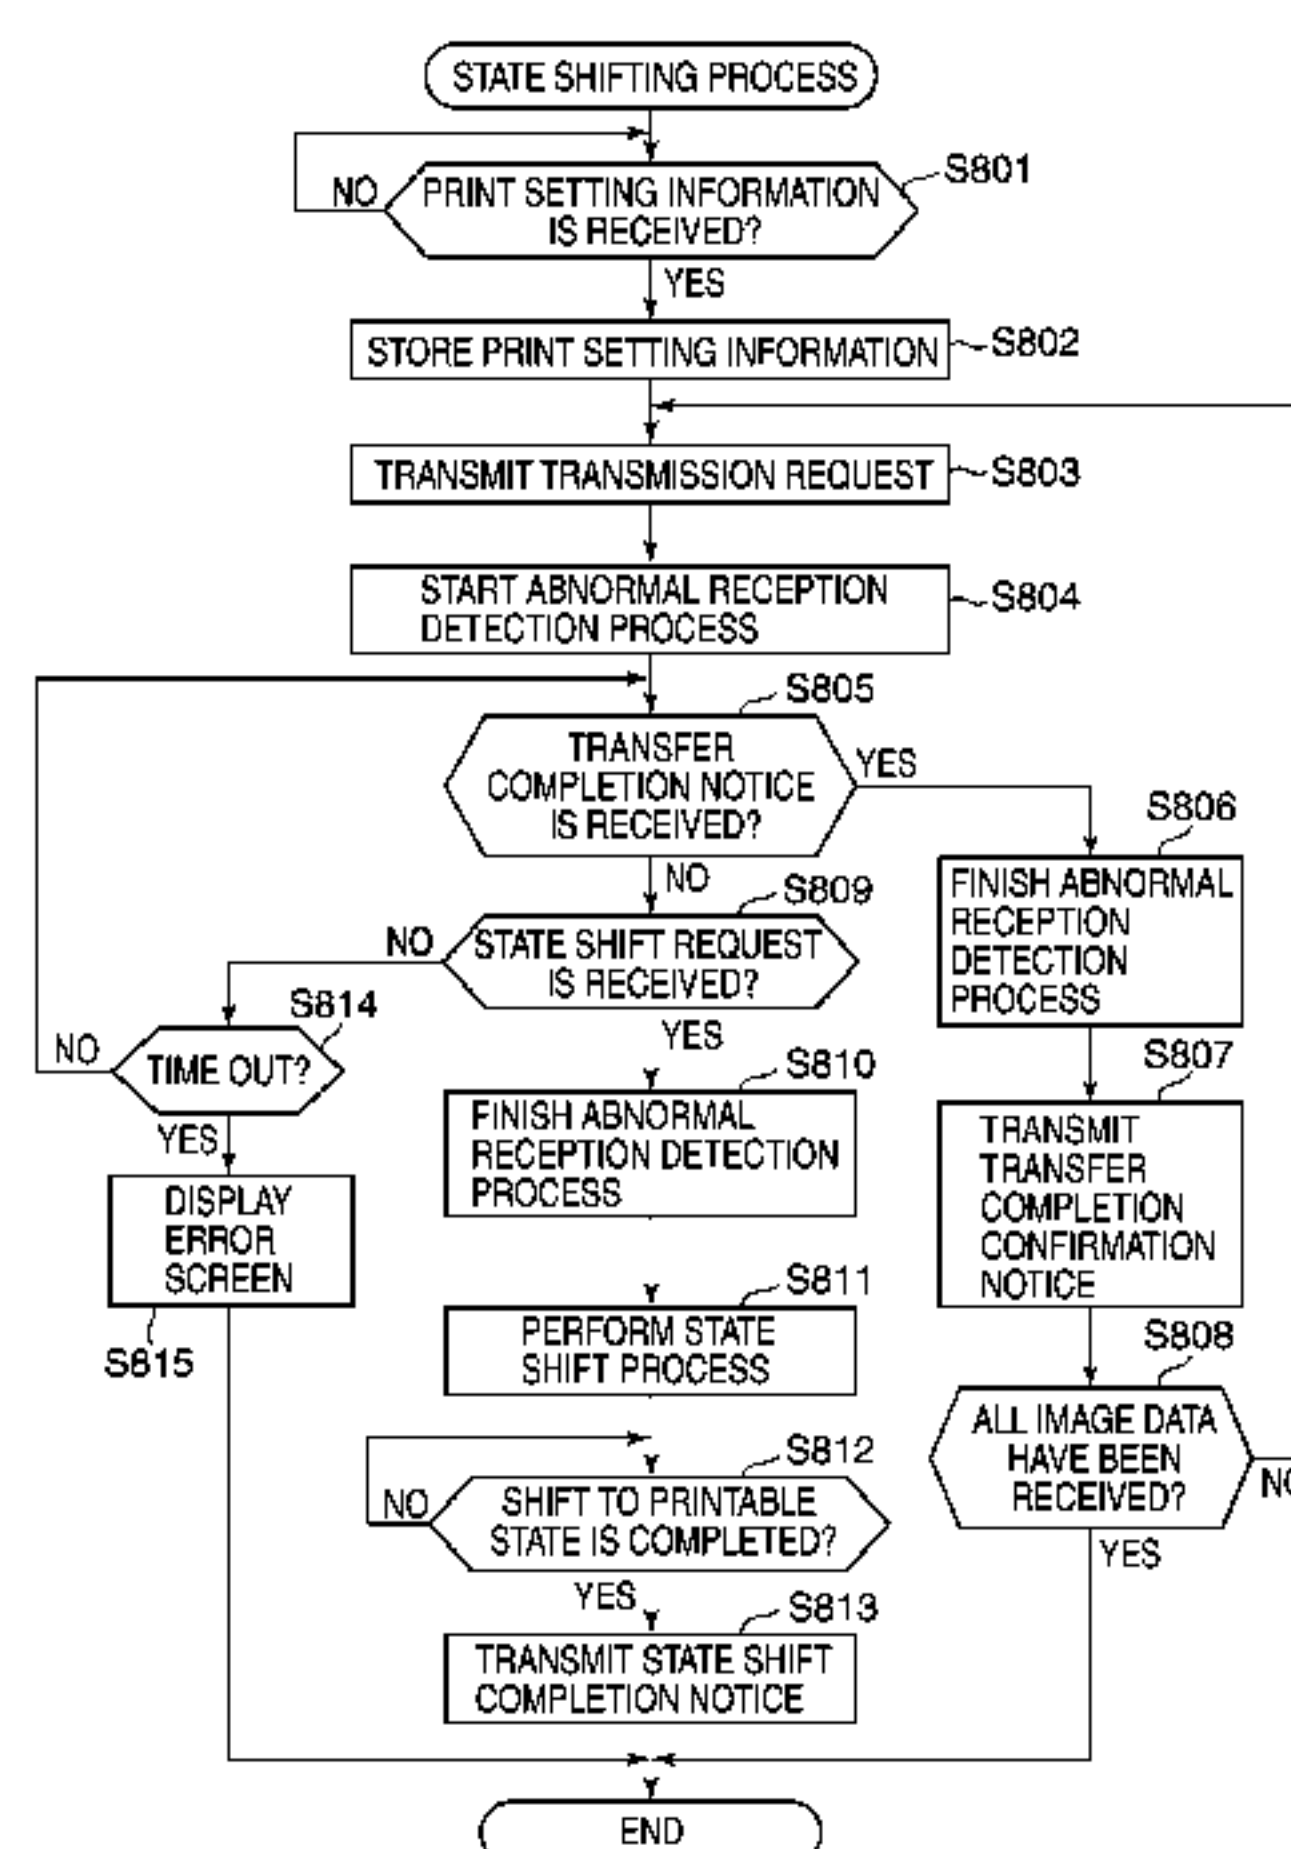 STATE SHIFTING PROCESS
S801
NO
PRINT SETTING INFORMATION
IS RECEIVED?
YES
STORE PRINT SETTING INFORMATION
S802
TRANSMIT TRANSMISSION REQUEST
S803
START ABNORMAL RECEPTION
DETECTION PROCESS
S804
S805
TRANSFER
COMPLETION NOTICE
IS RECEIVED?
YES
NO
S806
FINISH ABNORMAL
RECEPTION
DETECTION
PROCESS
S809
NO
STATE SHIFT REQUEST
IS RECEIVED?
YES
S814
NO
TIME OUT?
YES
S807
TRANSMIT
TRANSFER
COMPLETION
CONFIRMATION
NOTICE
S810
FINISH ABNORMAL
RECEPTION DETECTION
PROCESS
DISPLAY
ERROR
SCREEN
S815
S811
PERFORM STATE
SHIFT PROCESS
S808
ALL IMAGE DATA
HAVE BEEN
RECEIVED?
NO
YES
S812
NO
SHIFT TO PRINTABLE
STATE IS COMPLETED?
YES
S813
TRANSMIT STATE SHIFT
COMPLETION NOTICE
END